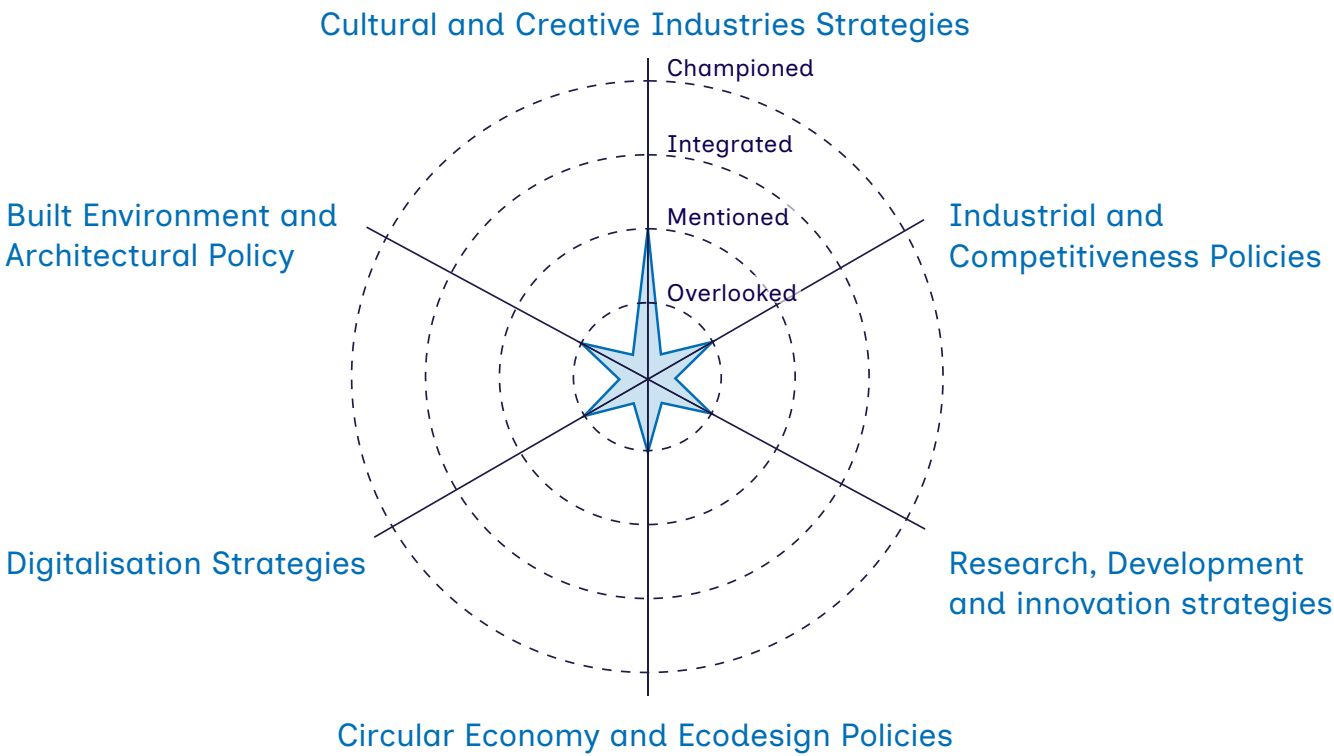 Cultural and Creative Industries Strategies
Championed
Integrated
Mentioned
Overlooked
Built Environment and
Architectural Policy
Industrial and
Competitiveness Policies
Digitalisation Strategies
Research, Development
and innovation strategies
Circular Economy and Ecodesign Policies